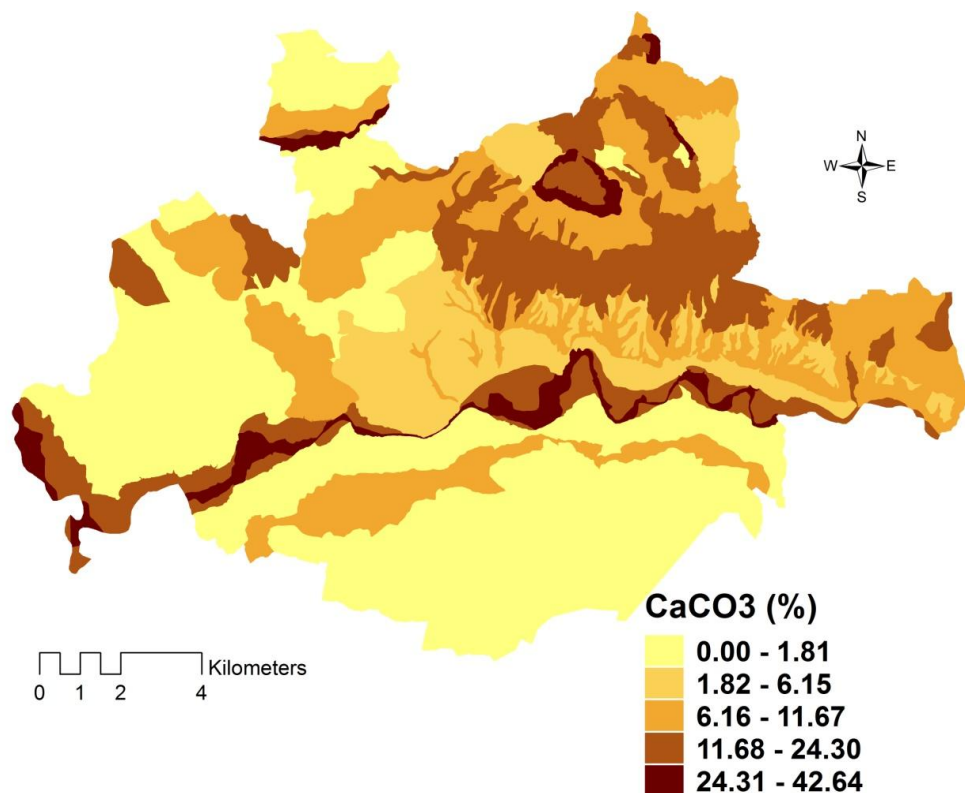 N
W E
S
CaCO3 (%)
0.00 - 1.81
1.82 - 6.15
6.16 - 11.67
11.68 - 24.30
24.31 - 42.64
Kilometers
0 1 2 4